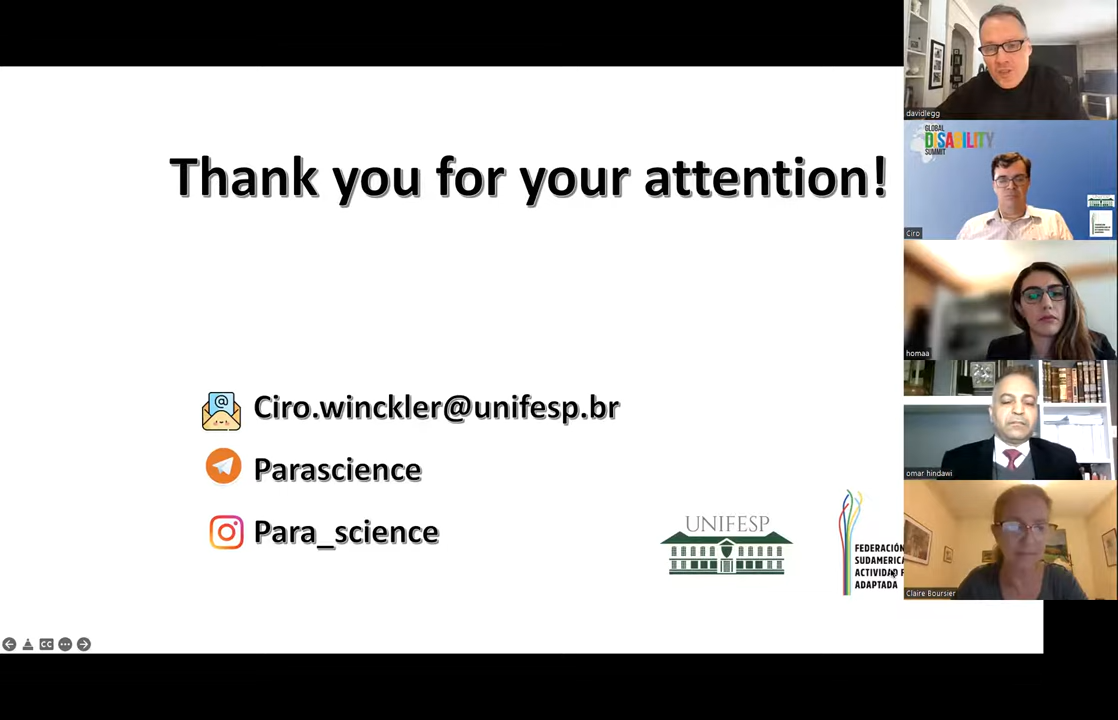 Thank you for your attention!
Ciro.winckler@unifesp.br
Parascience
Para_science
UNIFESP
FEDERACIÓN
SUDAMERICA
ACTIVIDAD F
ADAPTADA
CC
davidlegg
GLOBAL
DISABILITY
SUMMIT
Ciro
homaa
omar hindawi
Claire Boursier